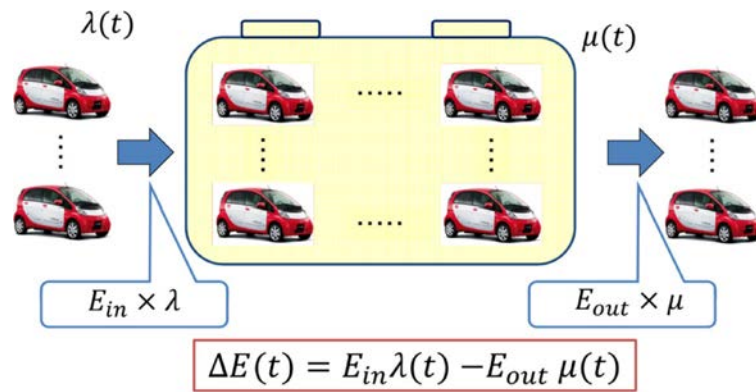 λ(t)
μ(t)
.....
.....
E_in × λ
E_out × μ
ΔE(t) = E_in λ(t) − E_out μ(t)